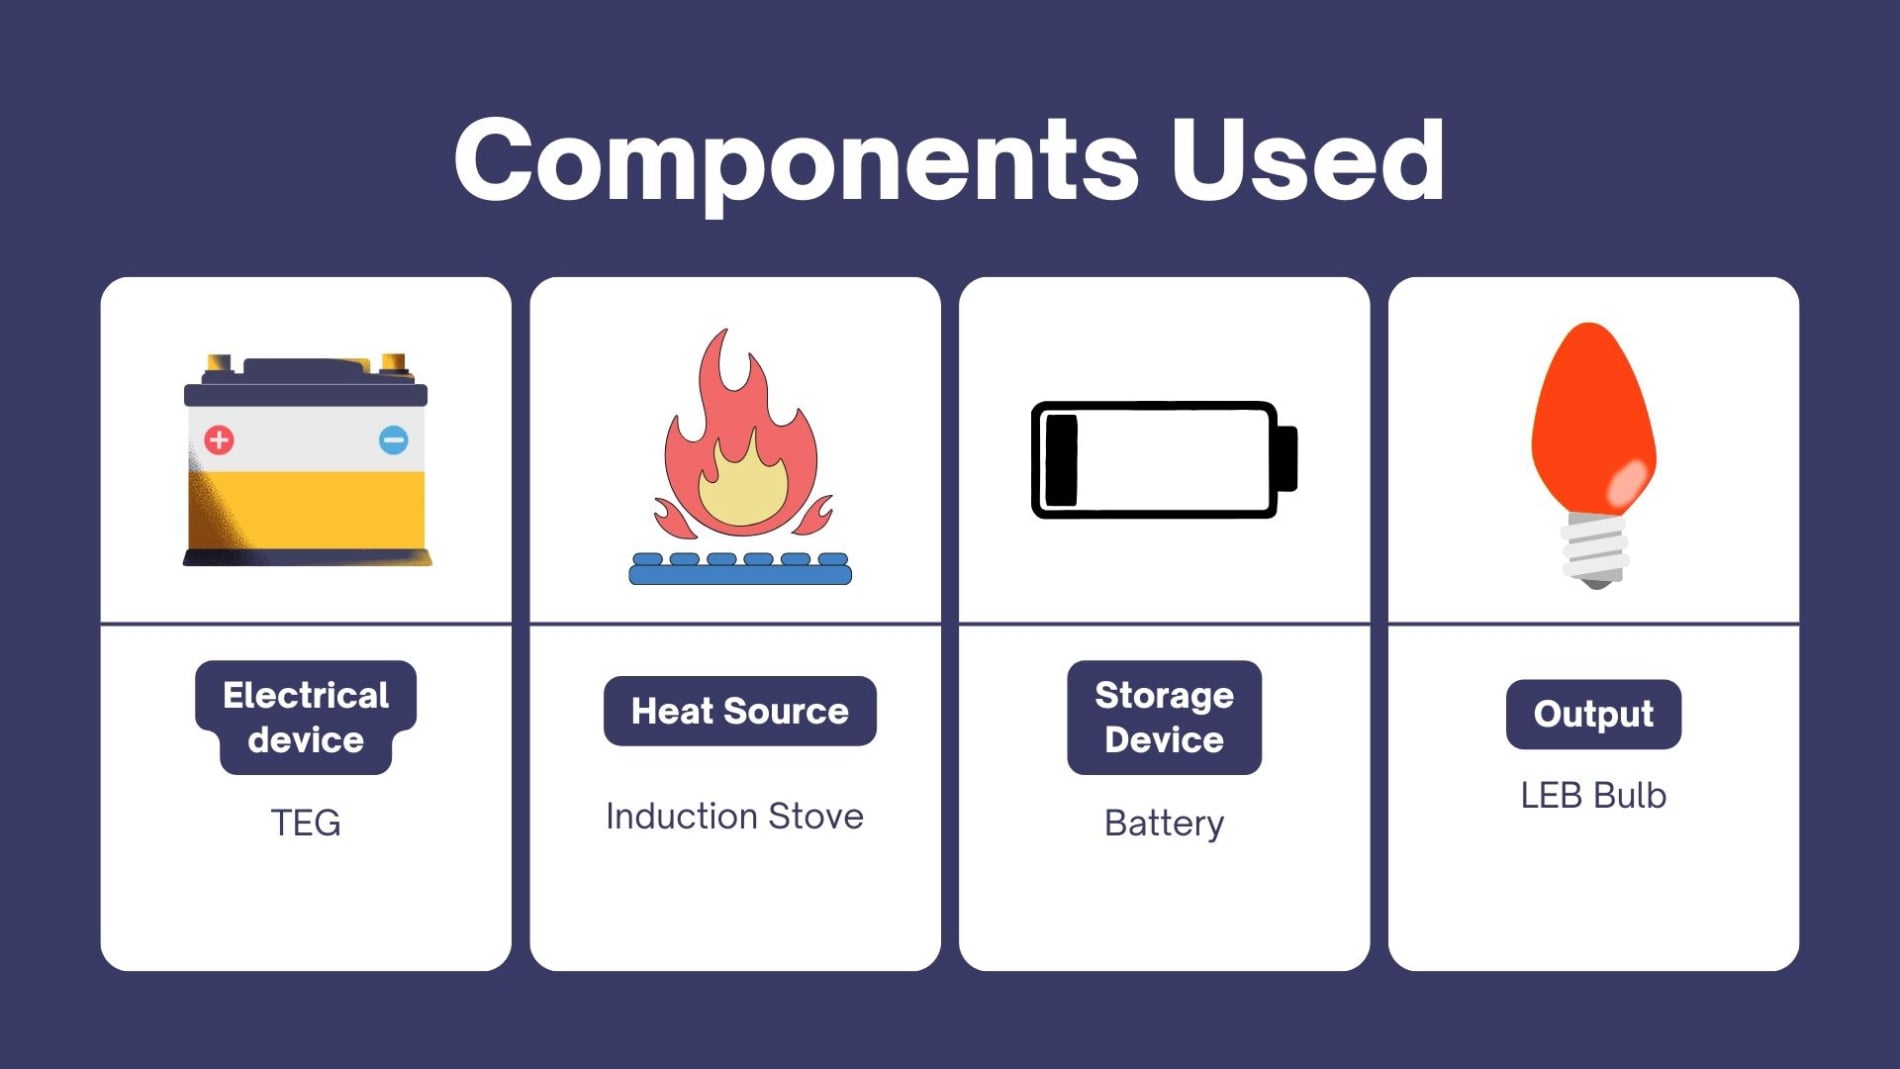 Components Used
Electrical
device
TEG
Heat Source
Induction Stove
Storage
Device
Battery
Output
LEB Bulb